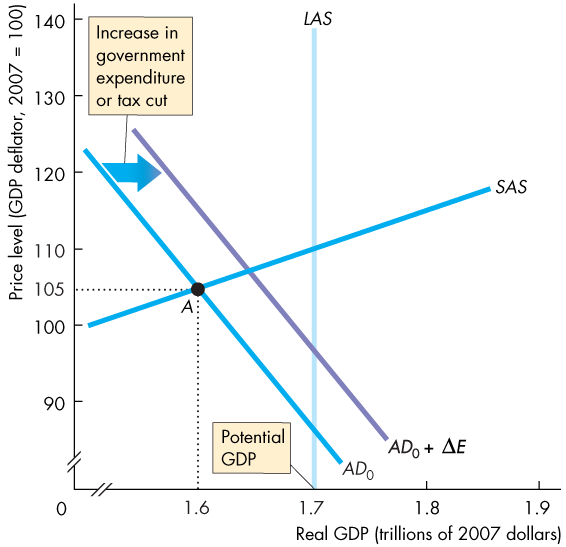 Price level (GDP deflator, 2007 = 100)
140
130
120
110
105
100
90
0
Increase in
government
expenditure
or tax cut
LAS
SAS
A
Potential
GDP
AD0
AD0 + ΔE
1.6
1.7
1.8
1.9
Real GDP (trillions of 2007 dollars)